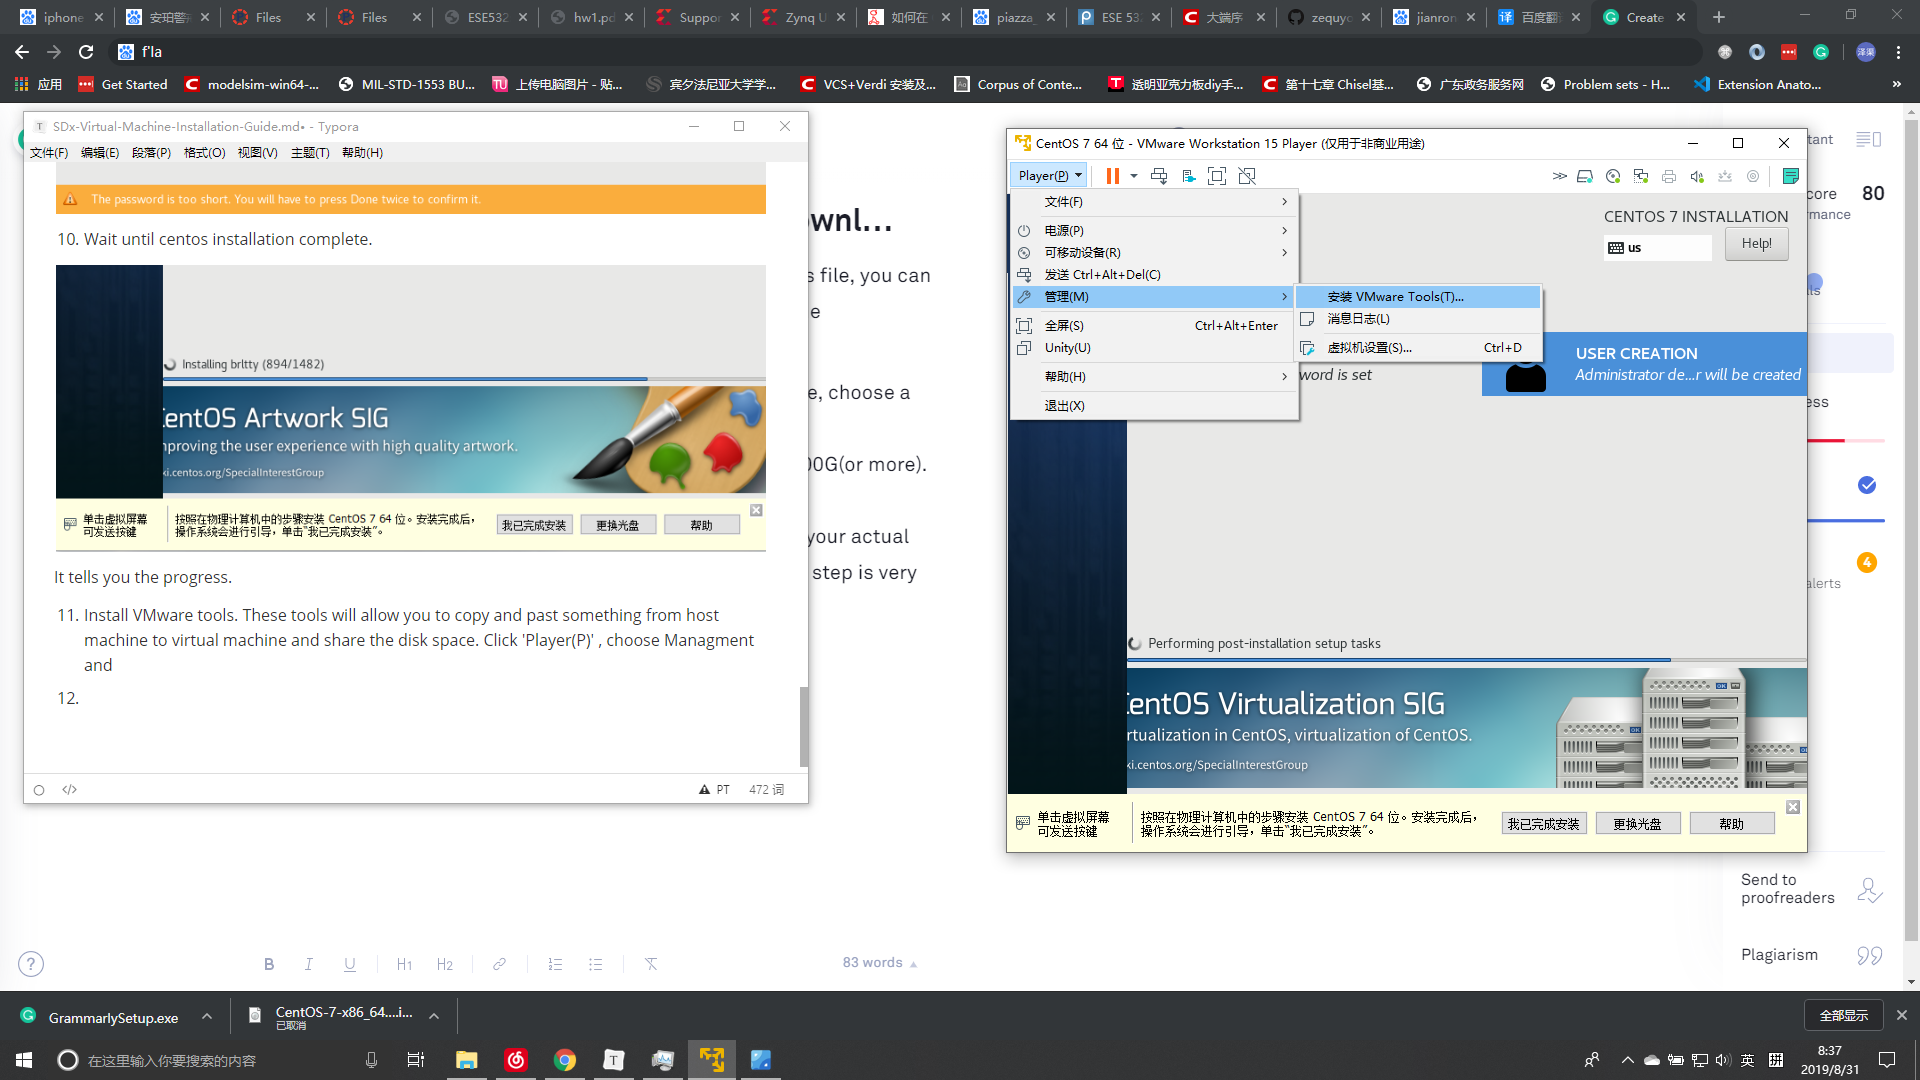 iphone
安珀警
Files
Files
ESE532
hw1.pd
Suppor
Zynq U
如何在
piazza_
ESE 53
大端序
zequyo
jianron
百度翻
Create
f'la
应用
Get Started
modelsim-win64-...
MIL-STD-1553 BU...
上传电脑图片 - 贴...
宾夕法尼亚大学学...
VCS+Verdi 安装及...
Corpus of Conte...
透明亚克力板diy手...
第十七章 Chisel基...
广东政务服务网
Problem sets - H...
Extension Anato...
»
SDx-Virtual-Machine-Installation-Guide.md• - Typora
文件(F) 编辑(E) 段落(P) 格式(O) 视图(V) 主题(T) 帮助(H)
The password is too short. You will have to press Done twice to confirm it.
10. Wait until centos installation complete.
Installing brltty (894/1482)
CentOS Artwork SIG
mproving the user experience with high quality artwork.
ki.centos.org/SpecialInterestGroup
单击虚拟屏幕
可发送按键
按照在物理计算机中的步骤安装 CentOS 7 64 位。安装完成后，
操作系统会进行引导，单击“我已完成安装”。
我已完成安装
更换光盘
帮助
It tells you the progress.
11. Install VMware tools. These tools will allow you to copy and past something from host
machine to virtual machine and share the disk space. Click 'Player(P)' , choose Managment
and
12.
PT
472 词
ownl...
s file, you can
e
e, choose a
00G(or more).
your actual
step is very
CentOS 7 64 位 - VMware Workstation 15 Player (仅用于非商业用途)
Player(P)
文件(F)
电源(P)
可移动设备(R)
发送 Ctrl+Alt+Del(C)
管理(M)
全屏(S) Ctrl+Alt+Enter
Unity(U)
帮助(H)
退出(X)
安装 VMware Tools(T)...
消息日志(L)
虚拟机设置(S)... Ctrl+D
CENTOS 7 INSTALLATION
us
Help!
USER CREATION
Administrator de...r will be created
word is set
Performing post-installation setup tasks
CentOS Virtualization SIG
rtualization in CentOS, virtualization of CentOS.
ki.centos.org/SpecialInterestGroup
单击虚拟屏幕
可发送按键
按照在物理计算机中的步骤安装 CentOS 7 64 位。安装完成后，
操作系统会进行引导，单击“我已完成安装”。
我已完成安装
更换光盘
帮助
tant
core
80
rmance
ls
ess
4
alerts
Send to
proofreaders
Plagiarism
?
B I U H1 H2
83 words
GrammarlySetup.exe
CentOS-7-x86_64....i...
已取消
全部显示
在这里输入你要搜索的内容
英
8:37
2019/8/31